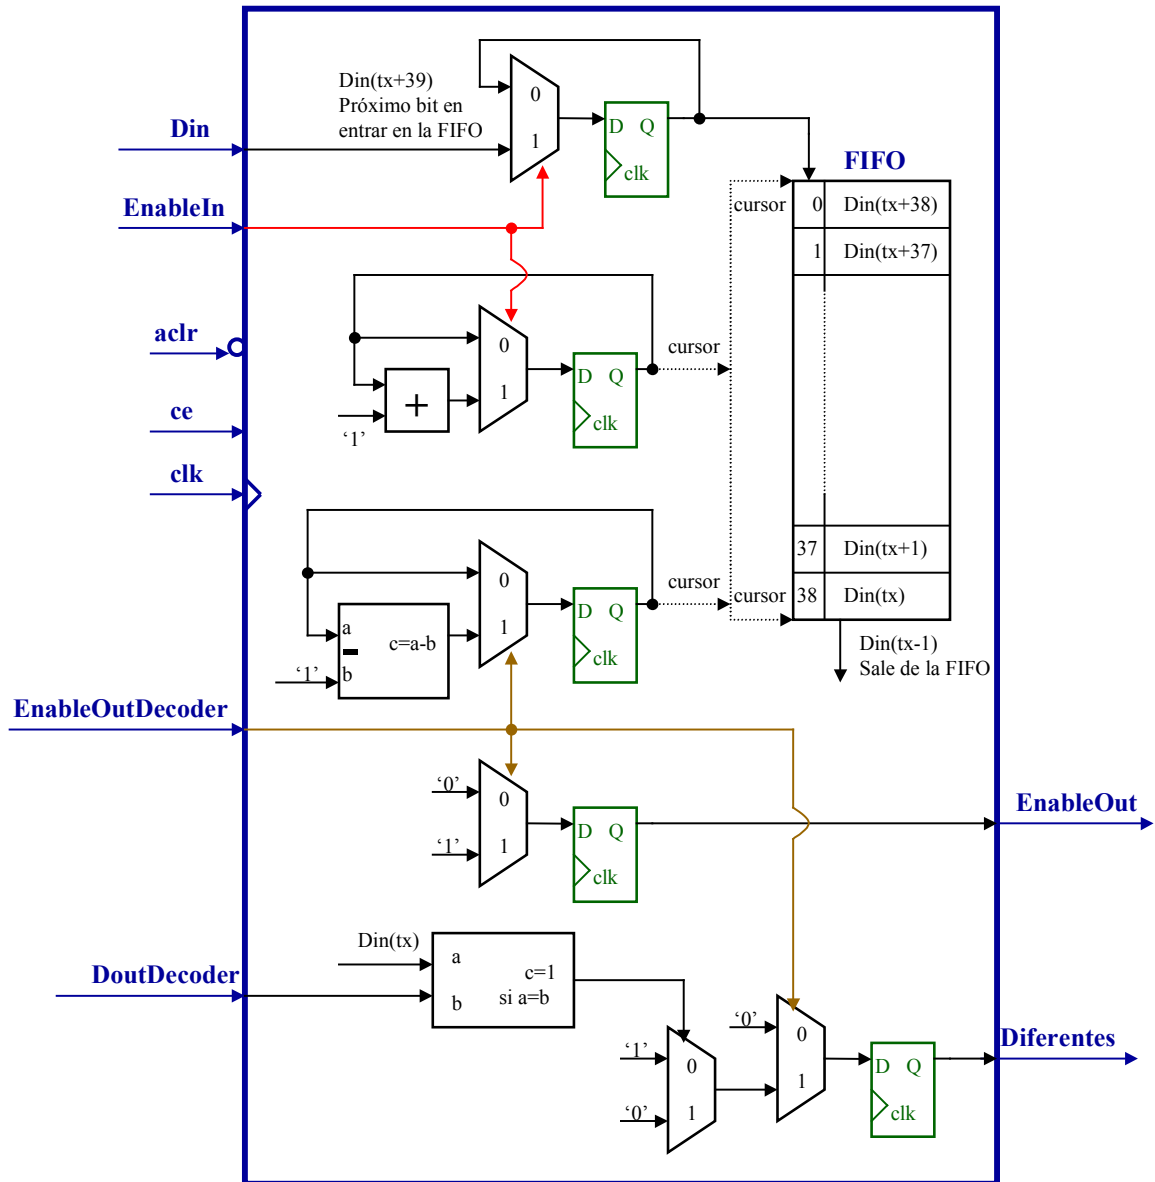 Din(tx+39)
Próximo bit en
entrar en la FIFO
0
1
D Q
clk
Din
FIFO
EnableIn
cursor
0 Din(tx+38)
1 Din(tx+37)
aclr
0
1
cursor
D Q
clk
+
‘1’
ce
clk
37 Din(tx+1)
38 Din(tx)
cursor
cursor
0
1
D Q
clk
a
c=a-b
-
‘1’
b
Din(tx-1)
Sale de la FIFO
EnableOutDecoder
‘0’
0
‘1’
1
D Q
clk
EnableOut
Din(tx)
a
c=1
si a=b
b
DoutDecoder
‘0’
0
1
‘1’
0
‘0’
1
D Q
clk
Diferentes